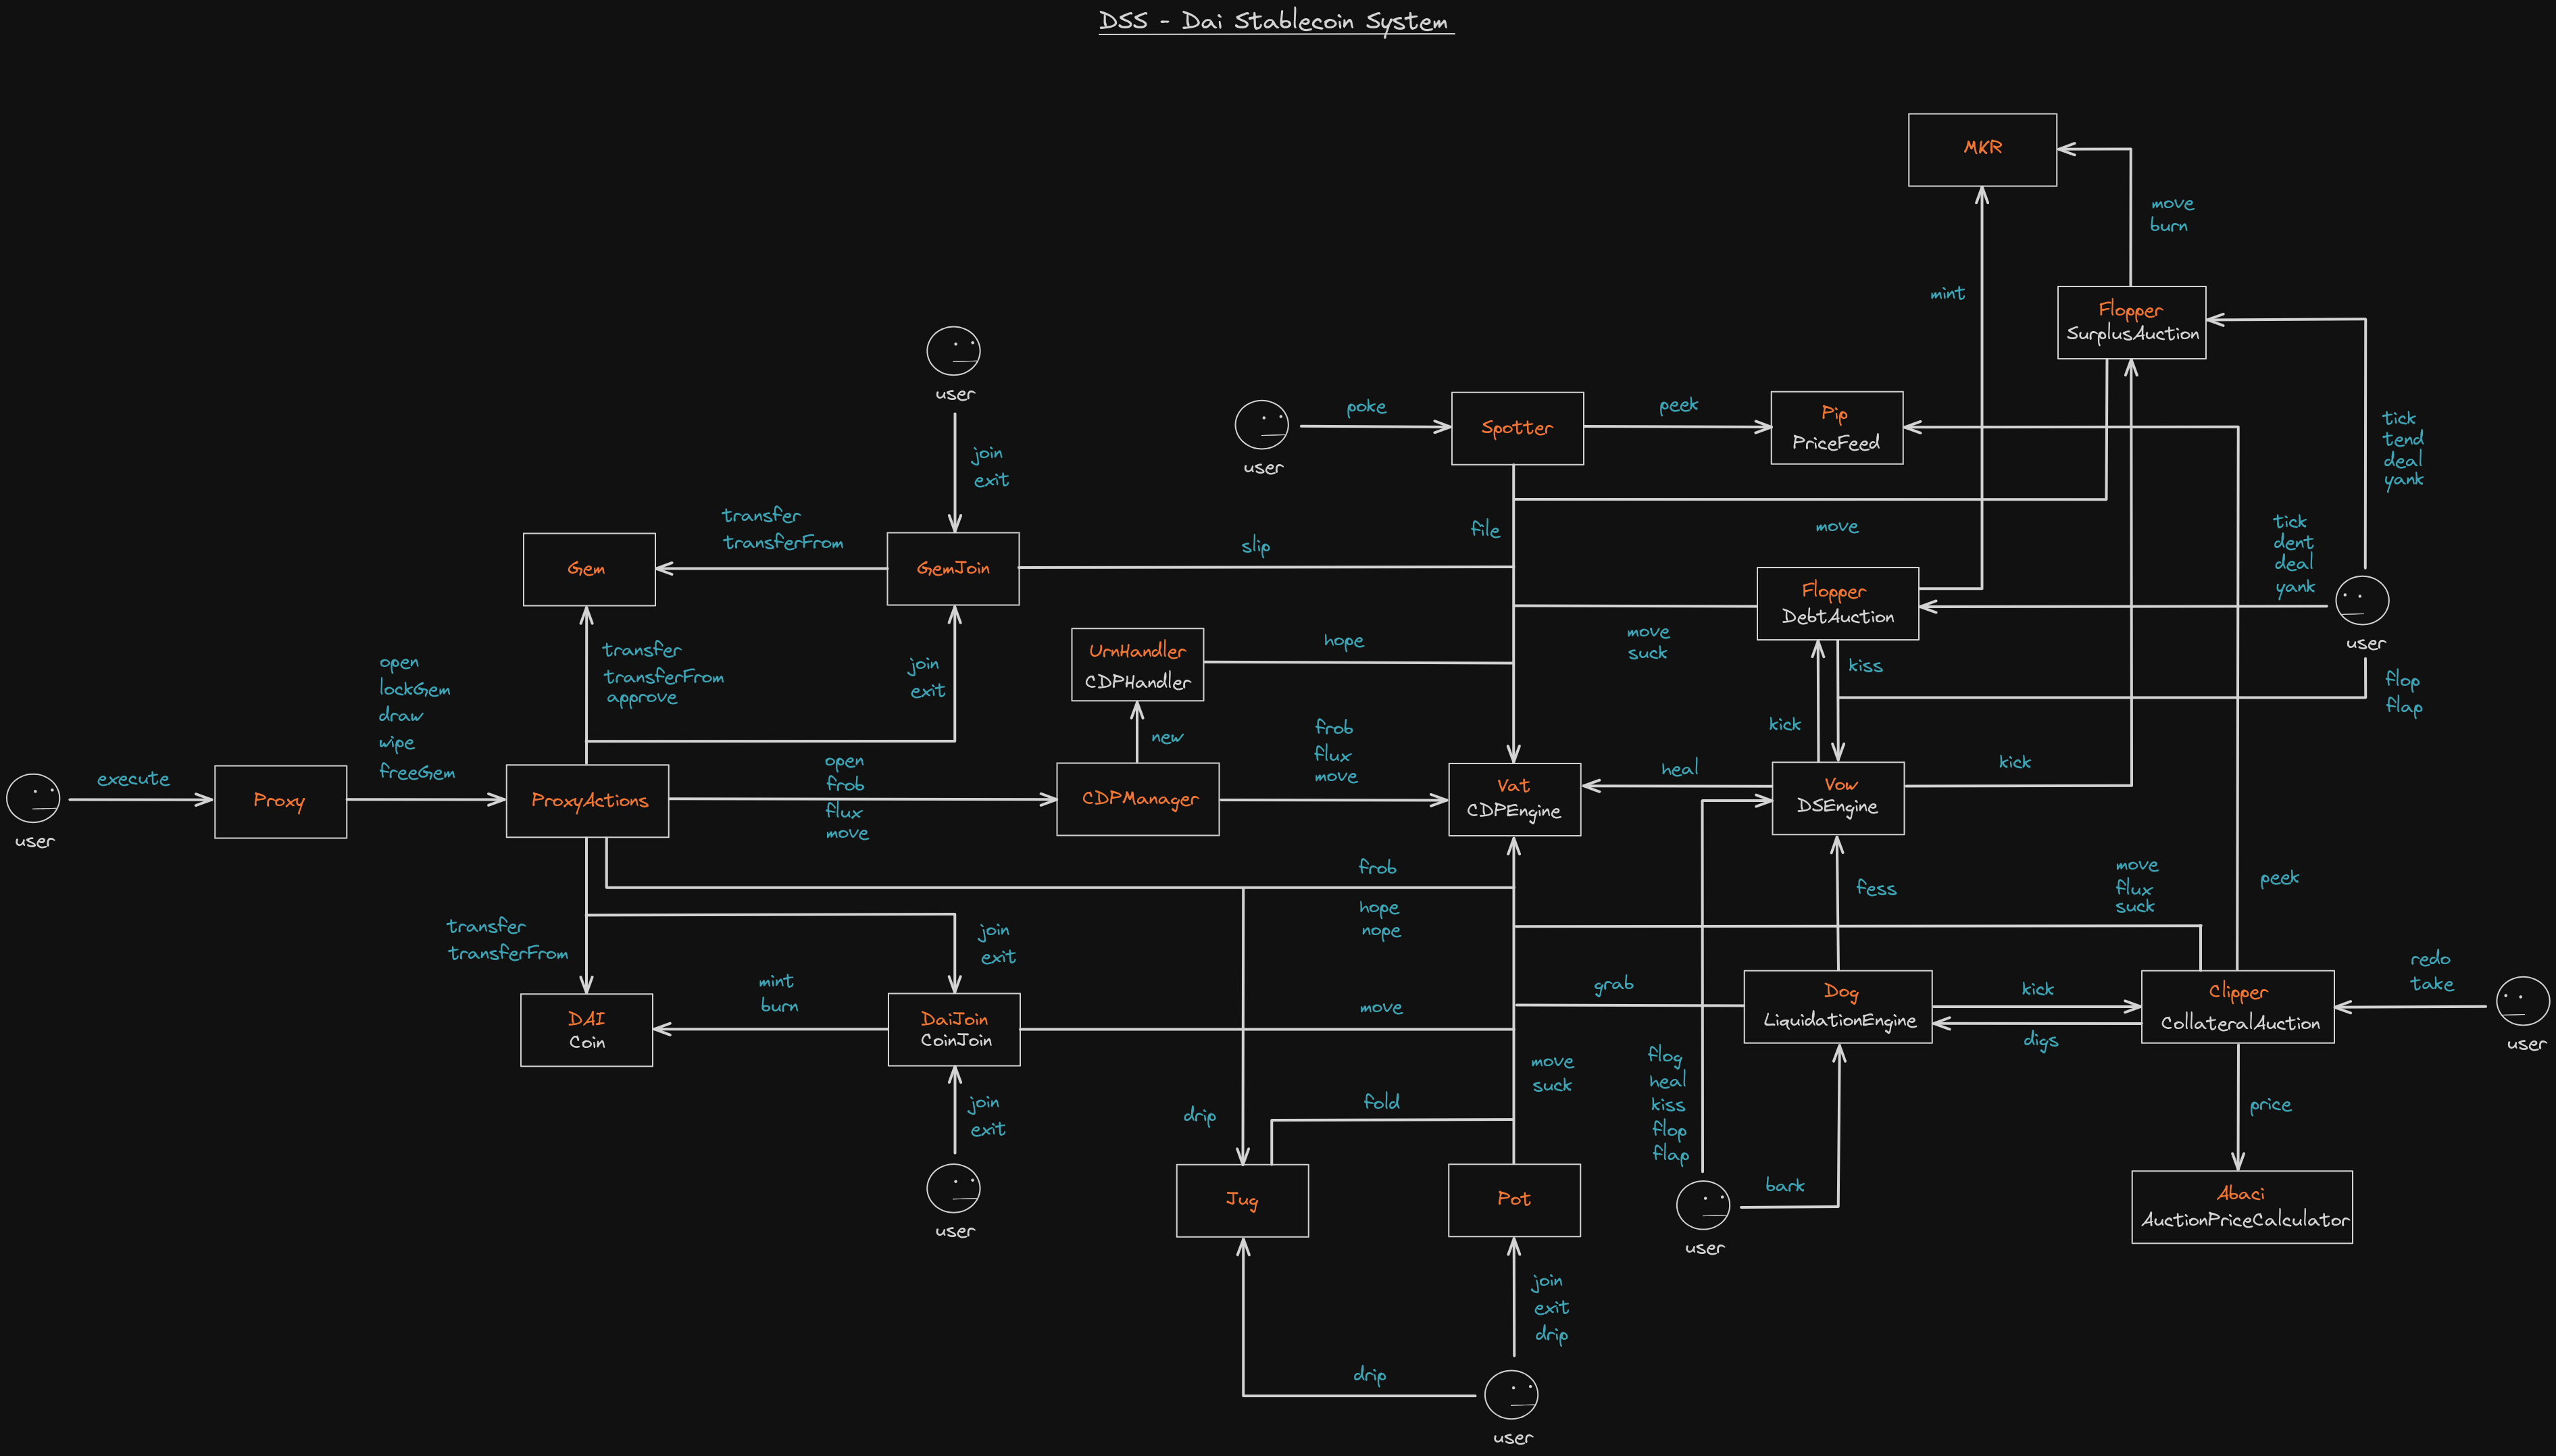 DSS - Dai Stablecoin System
MKR
move
burn
mint
Flopper
SurplusAuction
user
poke
Spotter
peek
Pip
PriceFeed
user
tick
tend
deal
yank
join
exit
transfer
transferFrom
Gem
GemJoin
slip
file
move
tick
dent
deal
yank
Flopper
DebtAuction
user
transfer
transferFrom
approve
join
exit
UrnHandler
CDPHandler
hope
move
suck
kiss
flop
flap
open
lockGem
draw
wipe
freeGem
new
frob
flux
move
kick
execute
user
Proxy
ProxyActions
open
frob
flux
move
CDPManager
Vat
CDPEngine
heal
Vow
DSEngine
kick
frob
hope
nope
fess
move
flux
suck
peek
transfer
transferFrom
join
exit
mint
burn
DAI
Coin
DaiJoin
CoinJoin
move
grab
Dog
LiquidationEngine
kick
digs
Clipper
CollateralAuction
redo
take
user
join
exit
user
drip
fold
move
suck
flog
heal
kiss
flop
flap
bark
user
price
Abaci
AuctionPriceCalculator
Jug
Pot
join
exit
drip
drip
user